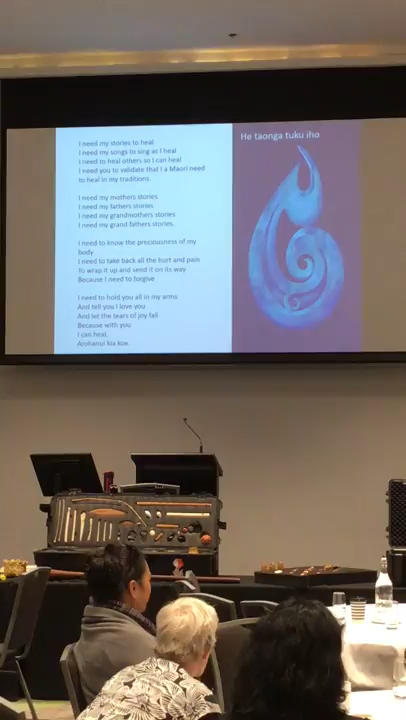 I need my stories to heal.
I need my songs to sing as I heal
I need to heal others so I can heal
I need you to validate that I a Maori need
to heal in my traditions.
I need my mothers stories
I need my fathers stories
I need my grandmothers stories
I need my grand fathers stories.
I need to know the preciousness of my
body
I need to take back all the hurt and pain
To wrap it up and send it on its way
Because I need to forgive
I need to hold you all in my arms
And tell you I love you
And let the tears of joy fall
Because with you
I can heal.
Arohanui kia koe.
He taonga tuku iho